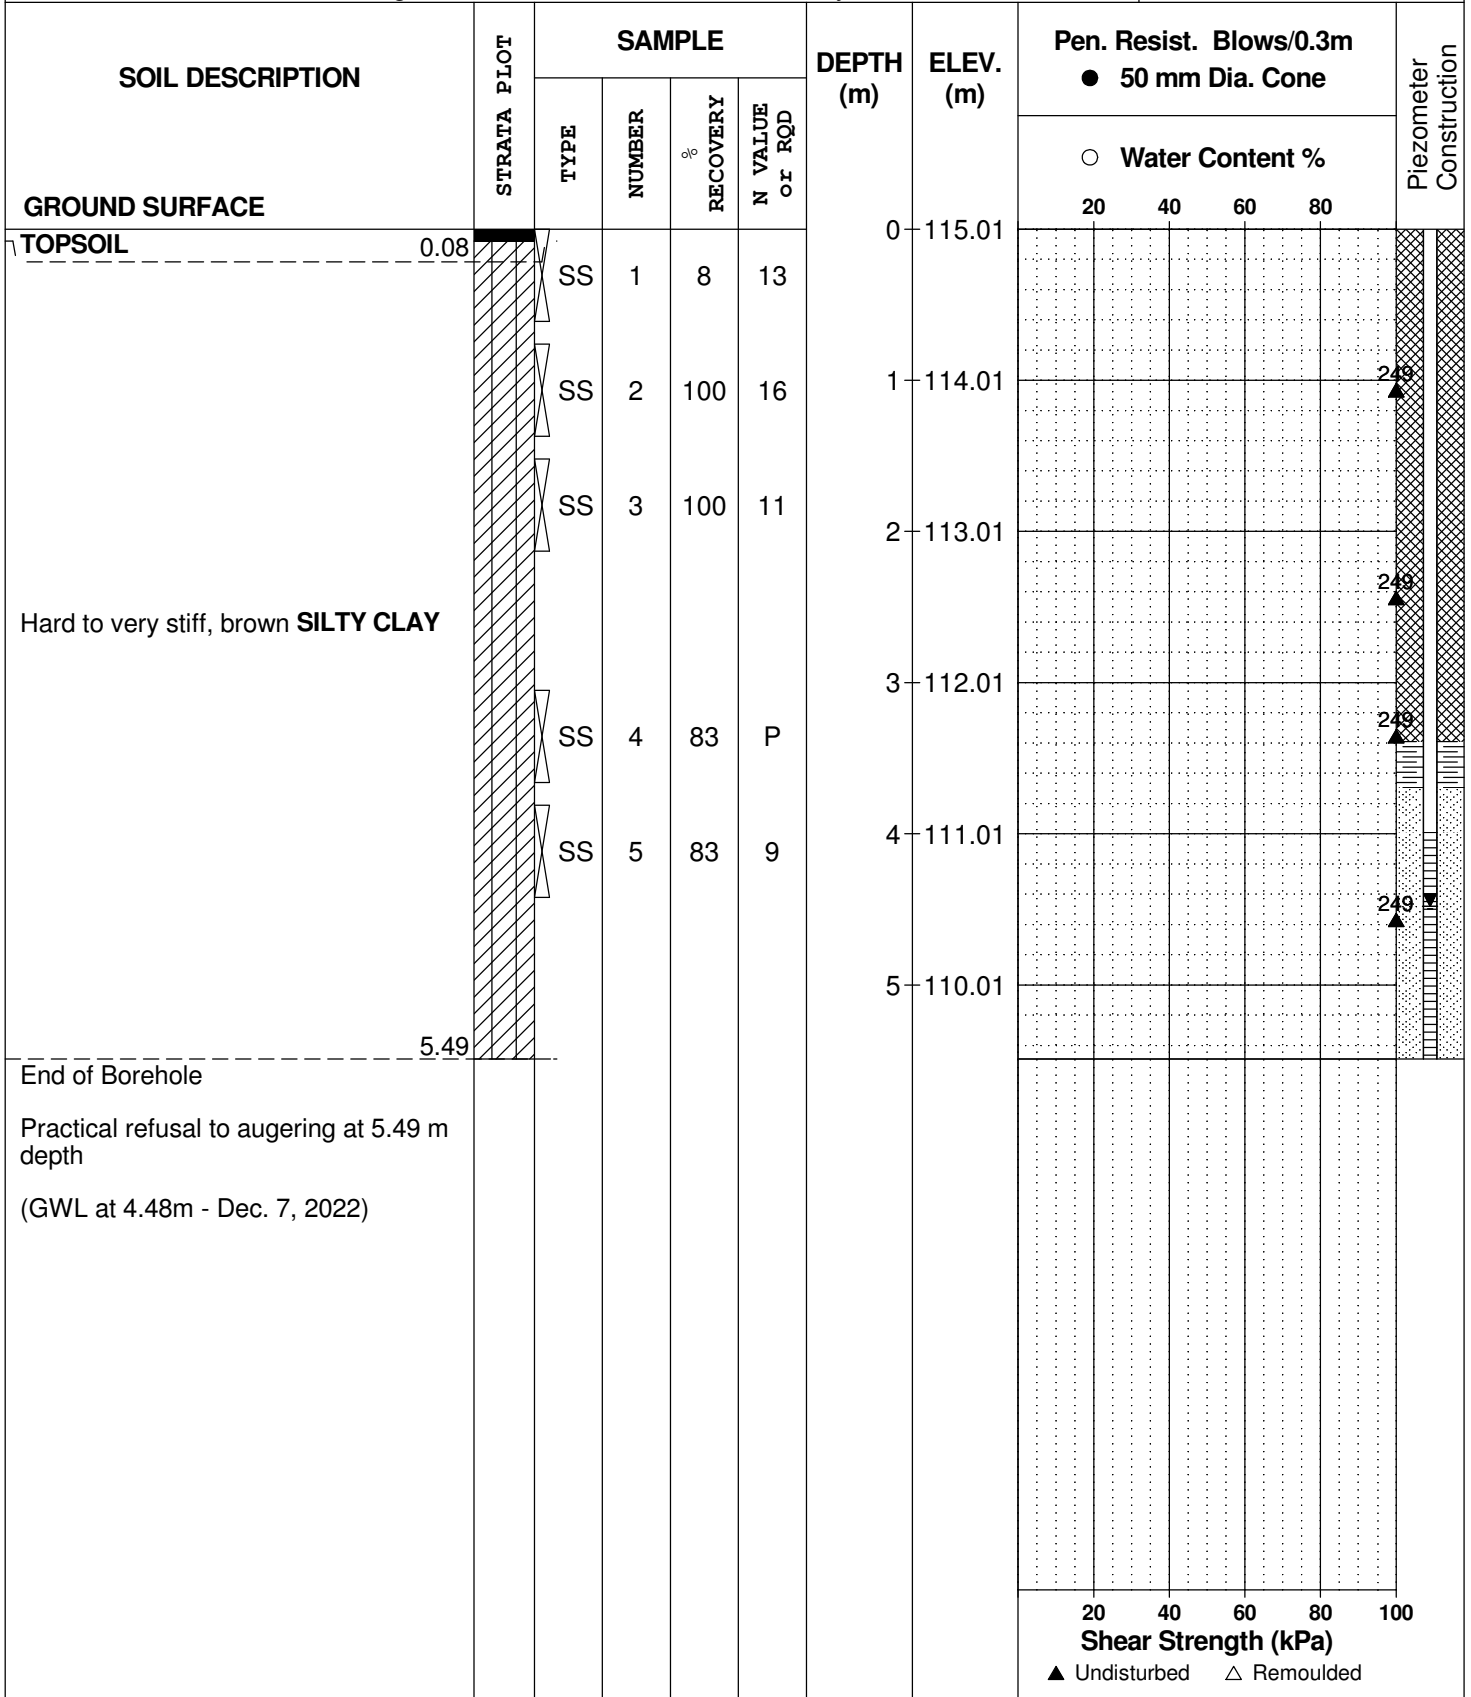 SOIL DESCRIPTION
GROUND SURFACE
STRATA PLOT
SAMPLE
TYPE
NUMBER
%
RECOVERY
N VALUE
or RQD
DEPTH
(m)
ELEV.
(m)
Pen. Resist. Blows/0.3m
● 50 mm Dia. Cone
○ Water Content %
20 40 60 80
Piezometer
Construction
0 115.01
TOPSOIL 0.08
SS 1 8 13
1 114.01
249
SS 2 100 16
SS 3 100 11
2 113.01
249
Hard to very stiff, brown SILTY CLAY
3 112.01
249
SS 4 83 P
4 111.01
SS 5 83 9
249
5 110.01
5.49
End of Borehole
Practical refusal to augering at 5.49 m
depth
(GWL at 4.48m - Dec. 7, 2022)
20 40 60 80 100
Shear Strength (kPa)
▲ Undisturbed △ Remoulded